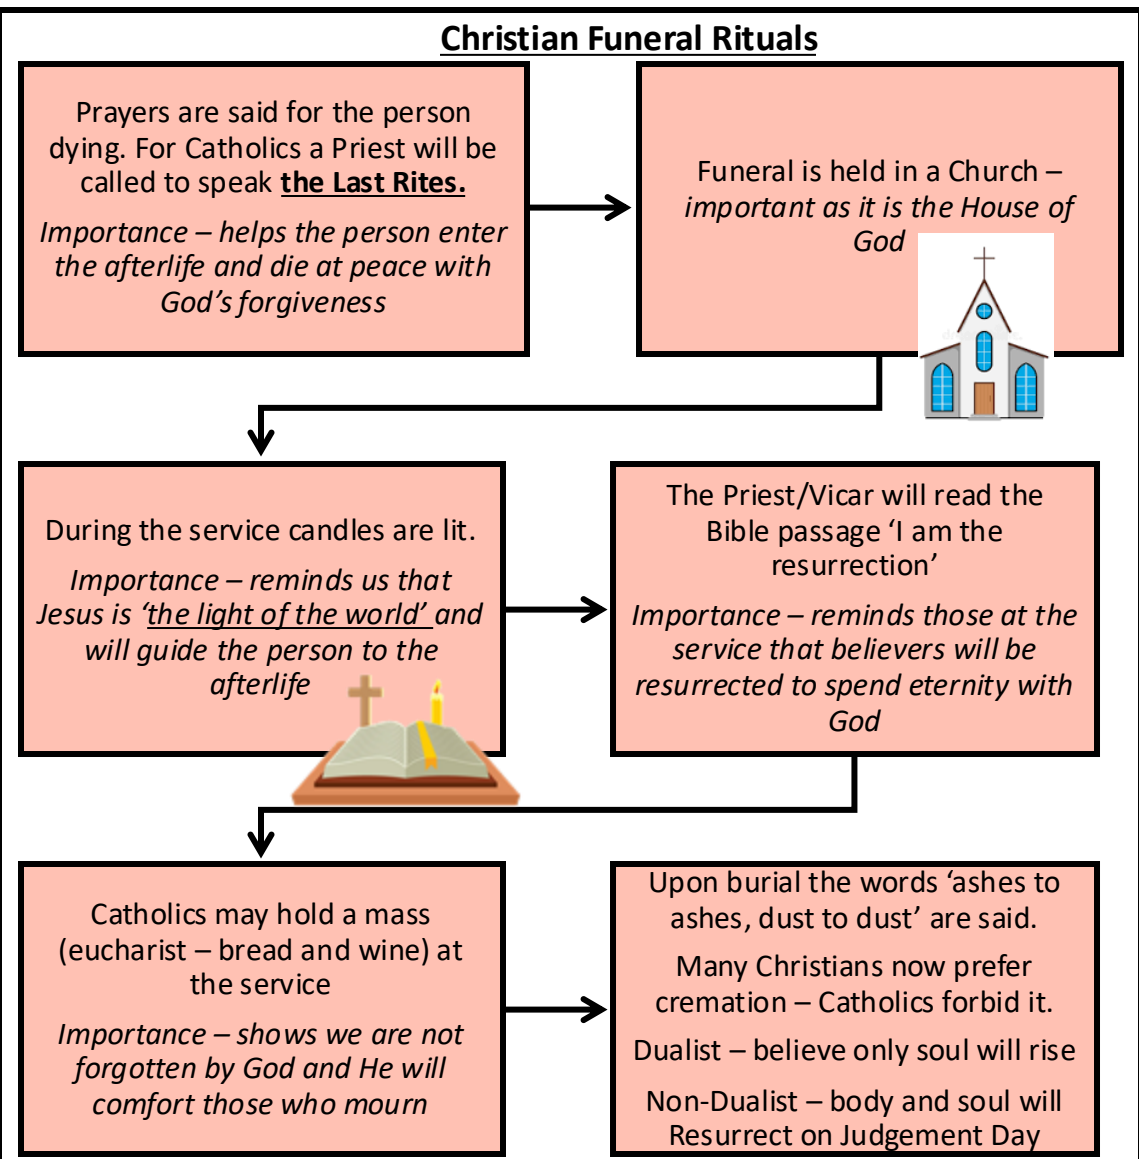 Christian Funeral Rituals
Prayers are said for the person
dying. For Catholics a Priest will be
called to speak the Last Rites.
Importance – helps the person enter
the afterlife and die at peace with
God's forgiveness
Funeral is held in a Church –
important as it is the House of
God
During the service candles are lit.
Importance – reminds us that
Jesus is ‘the light of the world’ and
will guide the person to the
afterlife
The Priest/Vicar will read the
Bible passage ‘I am the
resurrection’
Importance – reminds those at the
service that believers will be
resurrected to spend eternity with
God
Catholics may hold a mass
(eucharist – bread and wine) at
the service
Importance – shows we are not
forgotten by God and He will
comfort those who mourn
Upon burial the words ‘ashes to
ashes, dust to dust’ are said.
Many Christians now prefer
cremation – Catholics forbid it.
Dualist – believe only soul will rise
Non-Dualist – body and soul will
Resurrect on Judgement Day